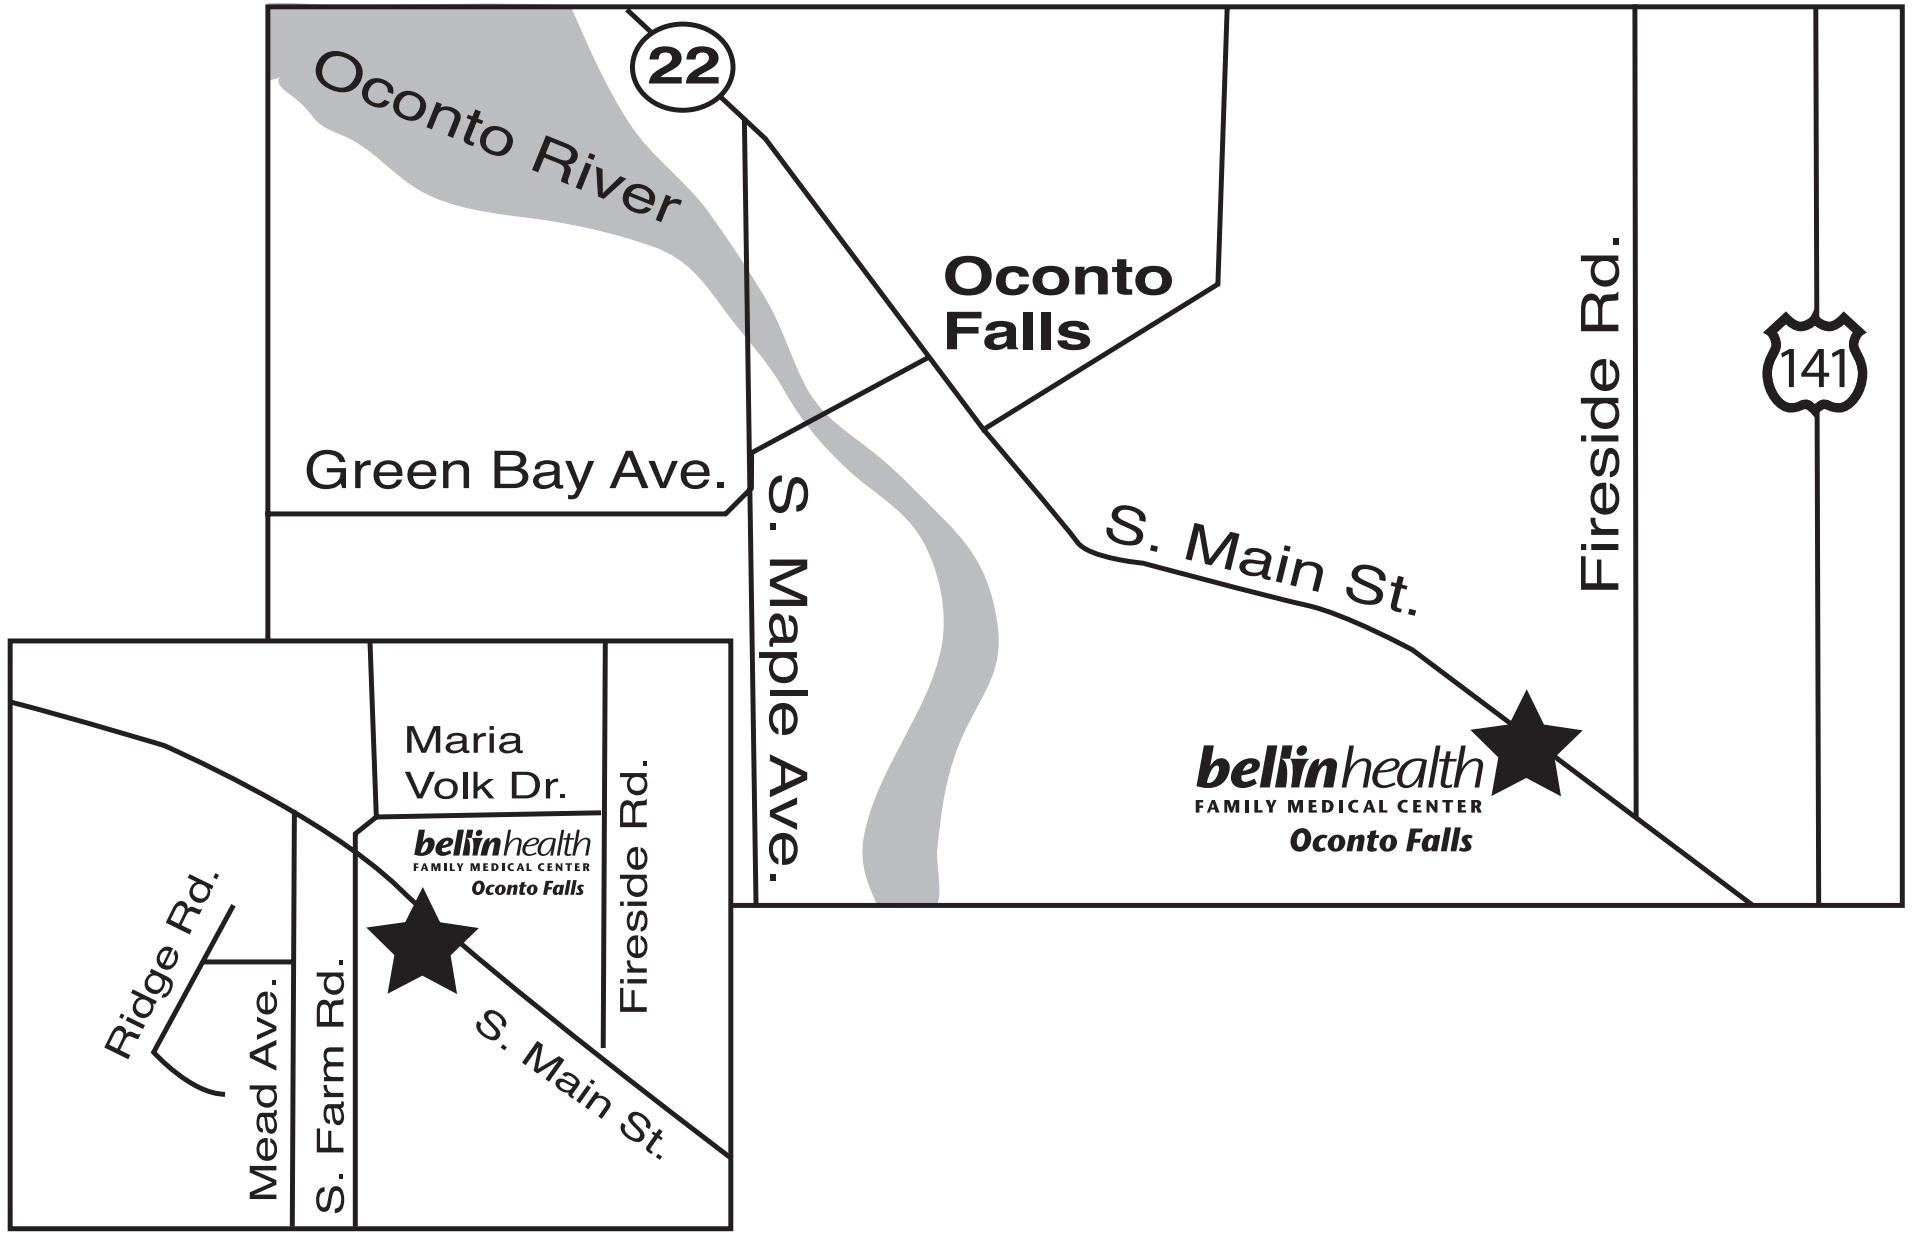 22
Oconto River
Oconto
Falls
Fireside Rd.
141
Green Bay Ave.
S. Maple Ave.
S. Main St.
bellinhealth
FAMILY MEDICAL CENTER
Oconto Falls
Maria
Volk Dr.
bellinhealth
FAMILY MEDICAL CENTER
Oconto Falls
Fireside Rd.
Ridge Rd.
Mead Ave.
S. Farm Rd.
S. Main St.